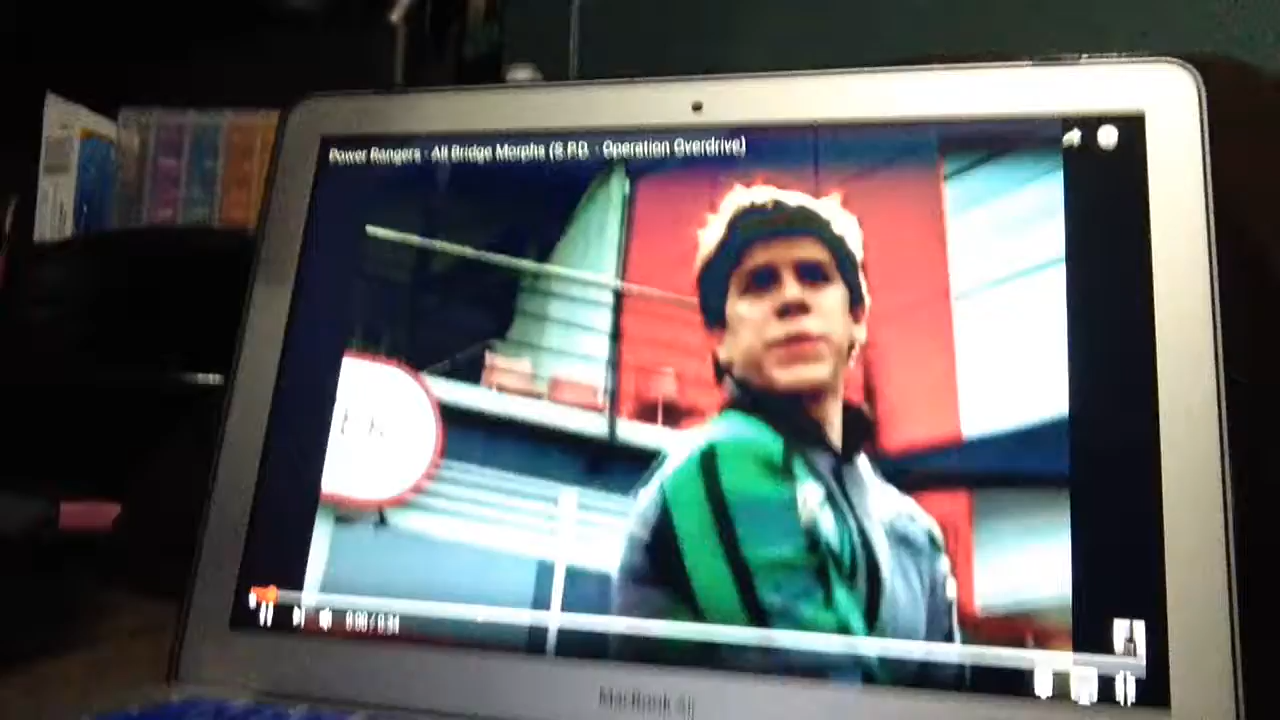 Power Rangers - All Bridge Morphs (S.P.D. - Operation Overdrive)
MacBook Air